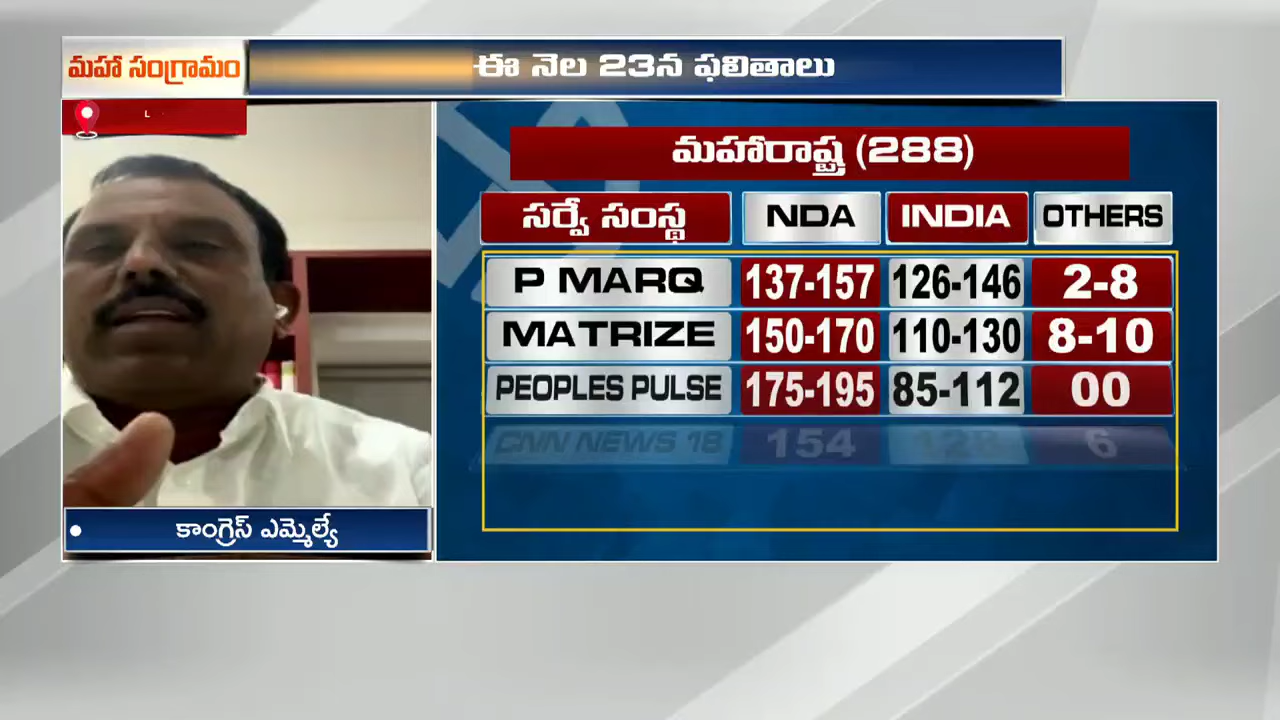 మహా సంగ్రామం
ఈ నెల 23న ఫలితాలు
L
మహారాష్ట్ర (288)
సర్వే సంస్థ NDA INDIA OTHERS
P MARQ 137-157 126-146 2-8
MATRIZE 150-170 110-130 8-10
PEOPLES PULSE 175-195 85-112 00
CNN NEWS 18 154 128 6
కాంగ్రెస్ ఎమ్మెల్యే